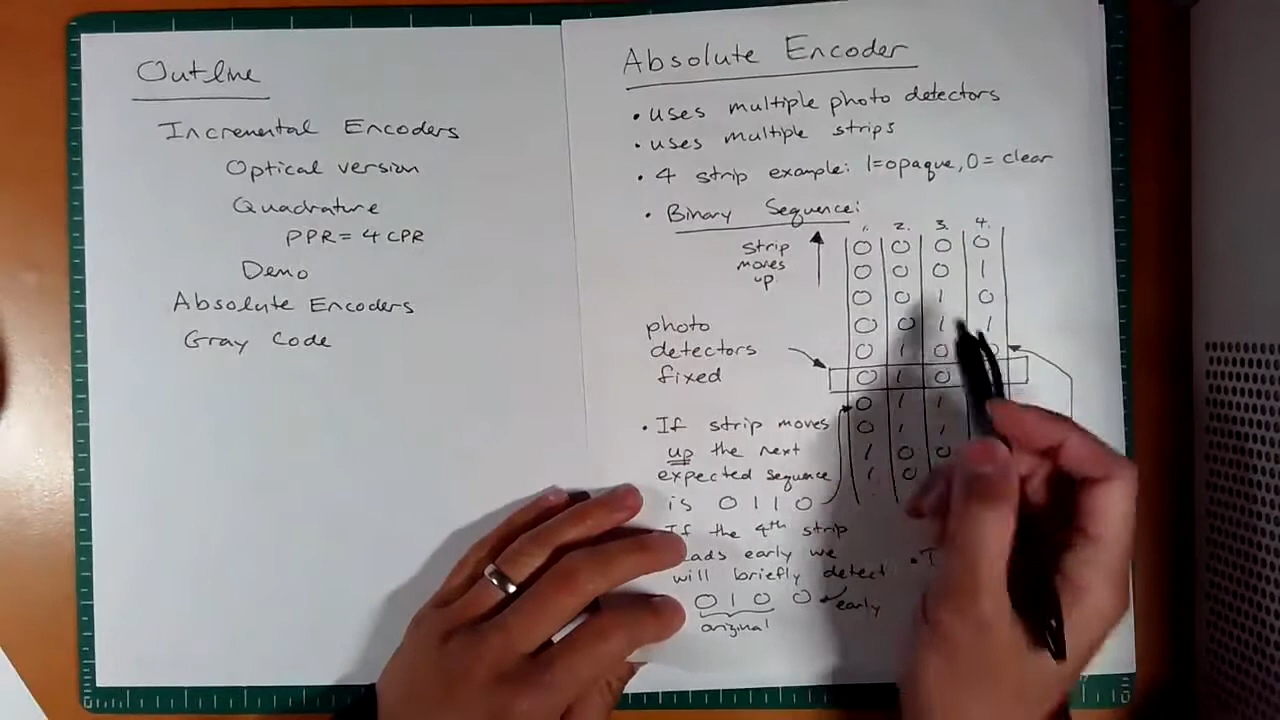 Outline
Incremental Encoders
Optical version
Quadrature
PPR = 4 CPR
Demo
Absolute Encoders
Gray Code
Absolute Encoder
• uses multiple photo detectors
• uses multiple strips
• 4 strip example: 1=opaque, 0=clear
• Binary Sequence:
1. 2. 3. 4.
strip moves up
0 0 0 0
0 0 0 1
0 0 1 0
0 0 1 1
0 1 0
0 1 0
0 1 1
0 1 1
1 0 0
1 0
photo
detectors
fixed
• If strip moves
up the next
expected sequence
is 0 1 1 0
If the 4th strip
we
early
will briefly detect
0 1 0 0 early
original